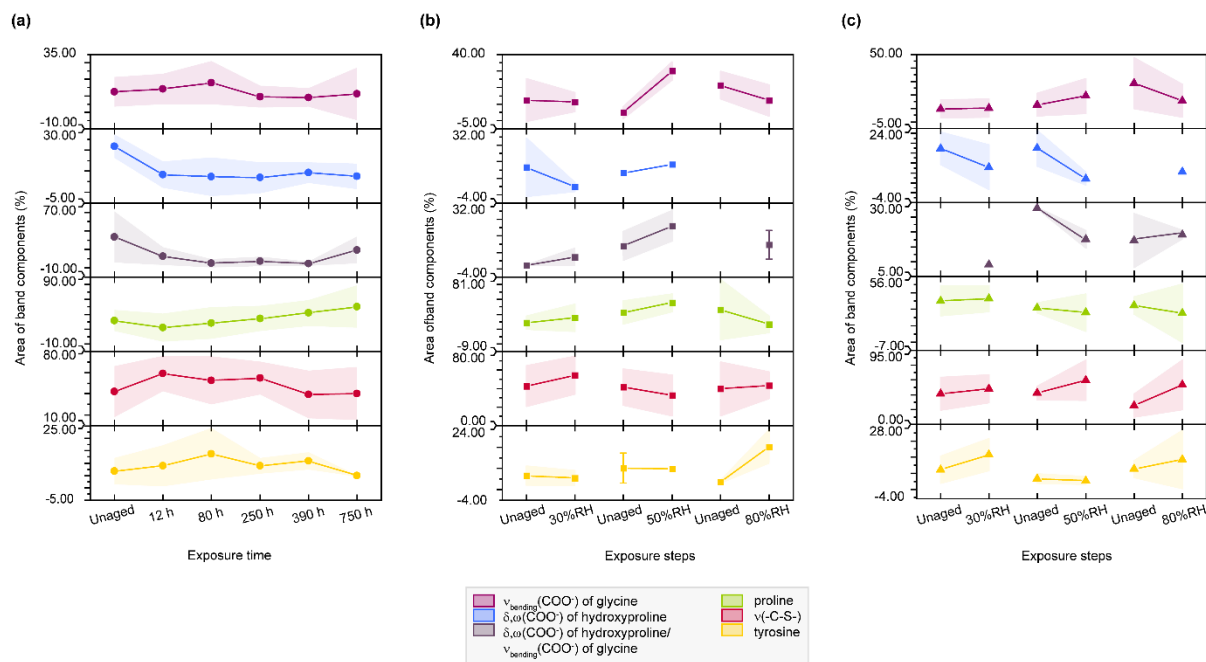 (a)
(b)
(c)
Area of band components (%)
35.00
-10.00
30.00
-5.00
70.00
-10.00
90.00
-10.00
80.00
10.00
25.00
-5.00
Unaged
12 h
80 h
250 h
390 h
750 h
Exposure time
Area of band components (%)
40.00
-5.00
32.00
-4.00
32.00
-4.00
81.00
-9.00
80.00
0.00
24.00
-4.00
Unaged
30%RH
Unaged
50%RH
Unaged
80%RH
Exposure steps
Area of band components (%)
50.00
-5.00
24.00
-4.00
30.00
5.00
56.00
-7.00
95.00
0.00
28.00
-4.00
Unaged
30%RH
Unaged
50%RH
Unaged
80%RH
Exposure steps
νbending(COO-) of glycine
δ,ω(COO-) of hydroxyproline
δ,ω(COO-) of hydroxyproline/
νbending(COO-) of glycine
proline
ν(-C-S-)
tyrosine